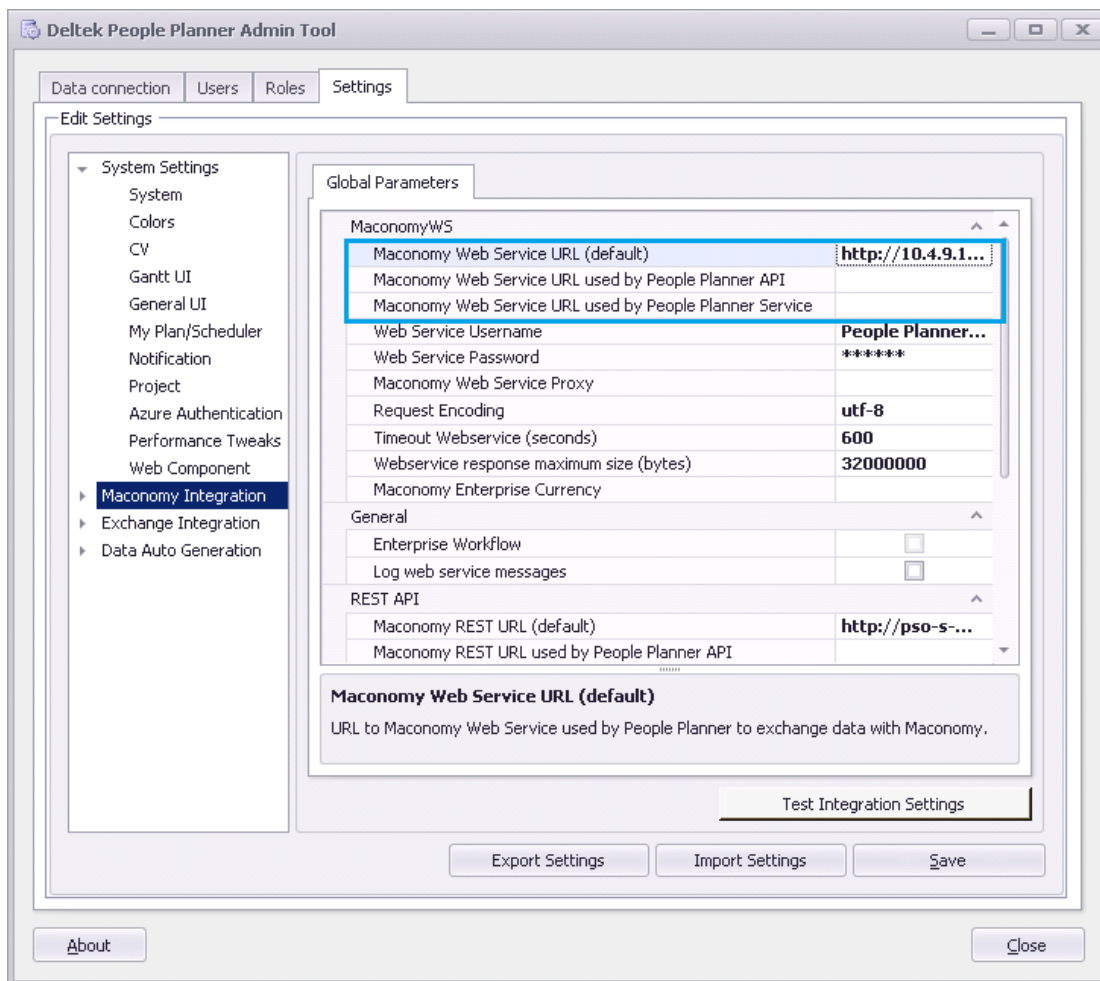 Deltek People Planner Admin Tool
Data connection Users Roles Settings
Edit Settings
System Settings
System
Colors
CV
Gantt UI
General UI
My Plan/Scheduler
Notification
Project
Azure Authentication
Performance Tweaks
Web Component
Maconomy Integration
Exchange Integration
Data Auto Generation
Global Parameters
MaconomyWS
Maconomy Web Service URL (default) http://10.4.9.1...
Maconomy Web Service URL used by People Planner API
Maconomy Web Service URL used by People Planner Service
Web Service Username People Planner...
Web Service Password ******
Maconomy Web Service Proxy
Request Encoding utf-8
Timeout Webservice (seconds) 600
Webservice response maximum size (bytes) 32000000
Maconomy Enterprise Currency
General
Enterprise Workflow
Log web service messages
REST API
Maconomy REST URL (default) http://pso-s-...
Maconomy REST URL used by People Planner API
Maconomy Web Service URL (default)
URL to Maconomy Web Service used by People Planner to exchange data with Maconomy.
Test Integration Settings
Export Settings Import Settings Save
About Close